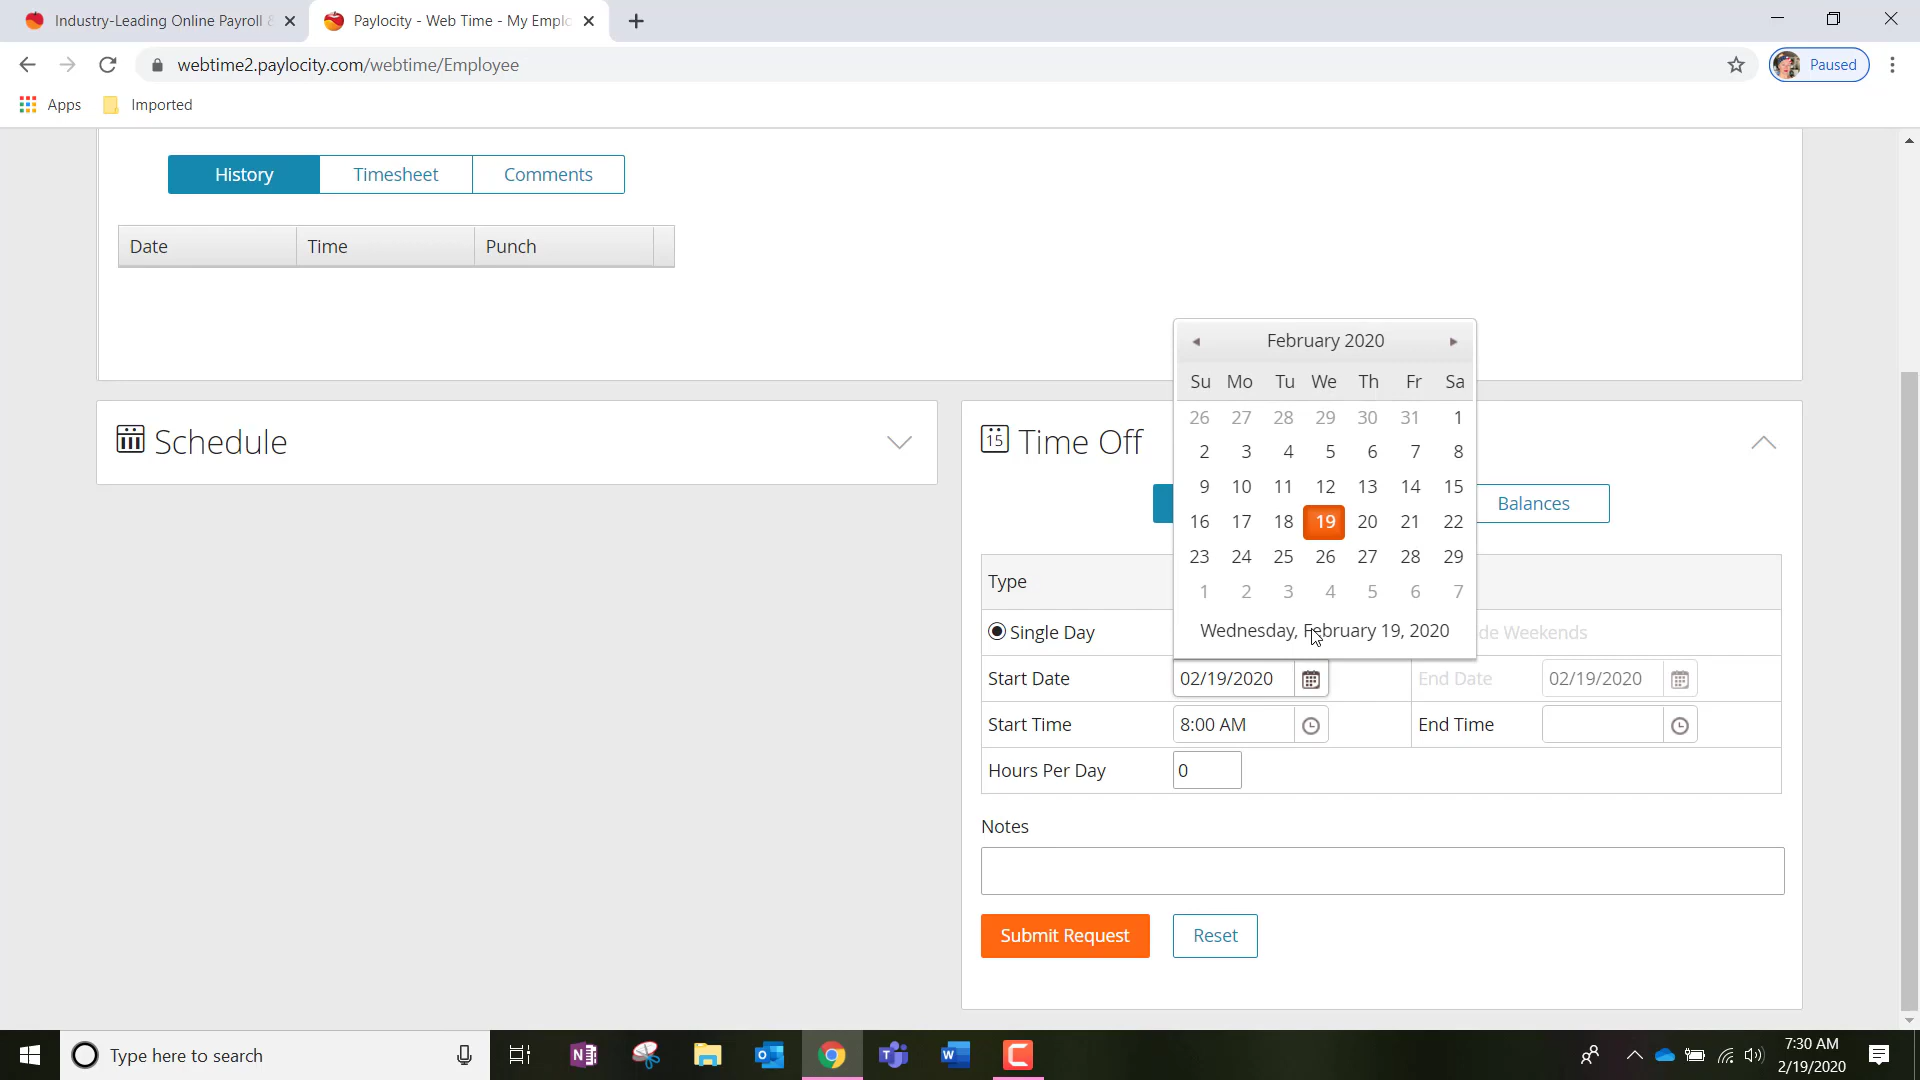 Industry-Leading Online Payroll &
Paylocity - Web Time - My Emplo
webtime2.paylocity.com/webtime/Employee
Paused
Apps
Imported
History
Timesheet
Comments
Date
Time
Punch
Schedule
15
Time Off
Balances
February 2020
Su Mo Tu We Th Fr Sa
26 27 28 29 30 31 1
2 3 4 5 6 7 8
9 10 11 12 13 14 15
16 17 18 19 20 21 22
23 24 25 26 27 28 29
1 2 3 4 5 6 7
Wednesday, February 19, 2020
Type
Single Day
de Weekends
Start Date
02/19/2020
End Date
02/19/2020
Start Time
8:00 AM
End Time
Hours Per Day
0
Notes
Submit Request
Reset
Type here to search
7:30 AM
2/19/2020